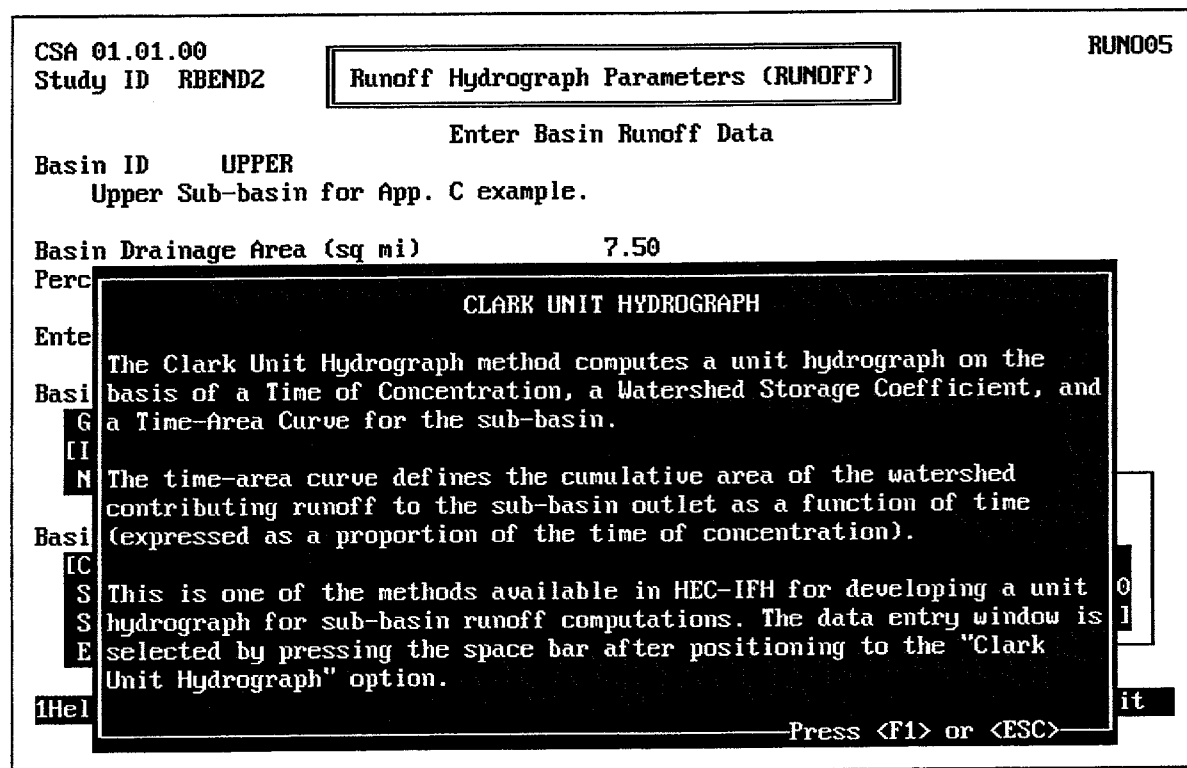 CSA 01.01.00 RUNO05
Study ID RBEND2 Runoff Hydrograph Parameters (RUNOFF)
Enter Basin Runoff Data
Basin ID UPPER
Upper Sub-basin for App. C example.
Basin Drainage Area (sq mi) 7.50
Perc
CLARK UNIT HYDROGRAPH
Ente
The Clark Unit Hydrograph method computes a unit hydrograph on the
Basi basis of a Time of Concentration, a Watershed Storage Coefficient, and
G a Time-Area Curve for the sub-basin.
[I
N The time-area curve defines the cumulative area of the watershed
contributing runoff to the sub-basin outlet as a function of time
Basi (expressed as a proportion of the time of concentration).
[C
S This is one of the methods available in HEC-IFH for developing a unit 0
S hydrograph for sub-basin runoff computations. The data entry window is ]
E selected by pressing the space bar after positioning to the "Clark
Unit Hydrograph" option.
1Hel it
Press <F1> or <ESC>